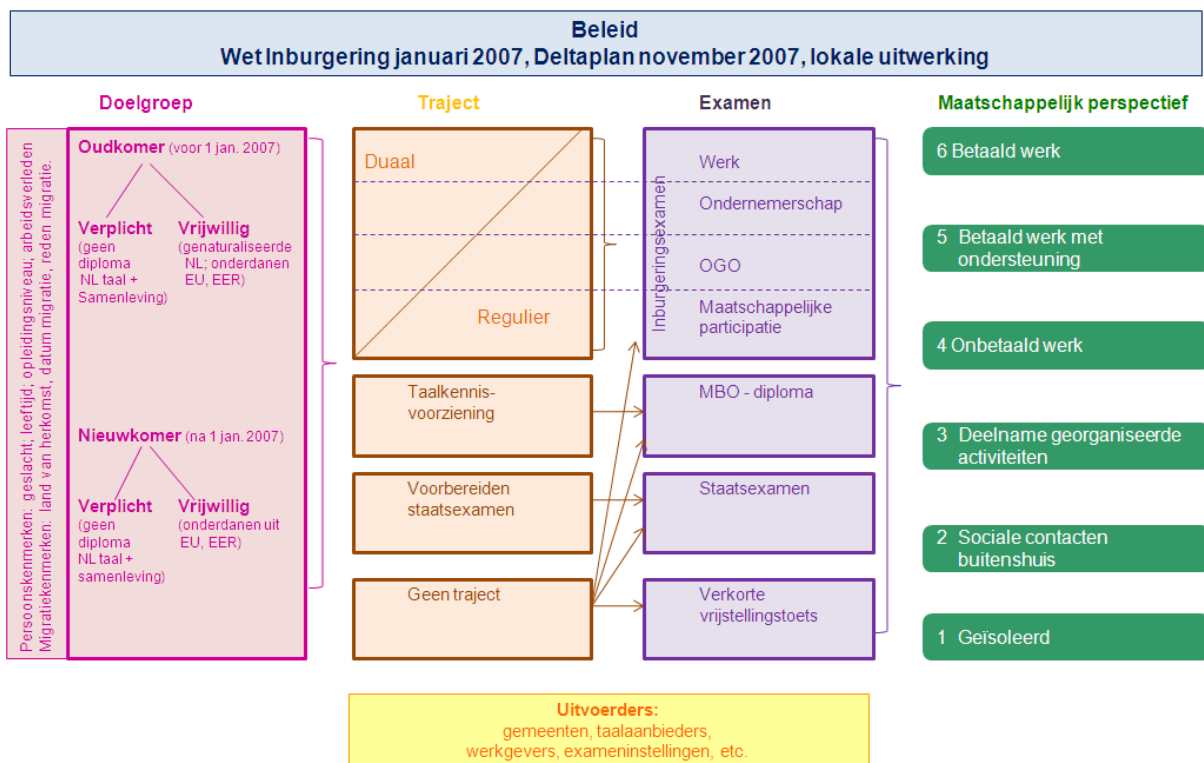 Beleid
Wet Inburgering januari 2007, Deltaplan november 2007, lokale uitwerking
Doelgroep
Persoonskenmerken: geslacht; leeftijd; opleidingsniveau; arbeidsverleden
Migratiekenmerken: land van herkomst, datum migratie, reden migratie.
Oudkomer (voor 1 jan. 2007)
Verplicht
(geen
diploma
NL taal +
Samenleving)
Vrijwillig
(genaturaliseerde
NL; onderdanen
EU, EER)
Nieuwkomer (na 1 jan. 2007)
Verplicht
(geen
diploma
NL taal +
samenleving)
Vrijwillig
(onderdanen uit
EU, EER)
Traject
Duaal
Regulier
Taalkennis-
voorziening
Voorbereiden
staatsexamen
Geen traject
Examen
Inburgeringsexamen
Werk
Ondernemerschap
OGO
Maatschappelijke
participatie
MBO - diploma
Staatsexamen
Verkorte
vrijstellingstoets
Maatschappelijk perspectief
6 Betaald werk
5 Betaald werk met
ondersteuning
4 Onbetaald werk
3 Deelname georganiseerde
activiteiten
2 Sociale contacten
buitenshuis
1 Geïsoleerd
Uitvoerders:
gemeenten, taalaanbieders,
werkgevers, exameninstellingen, etc.